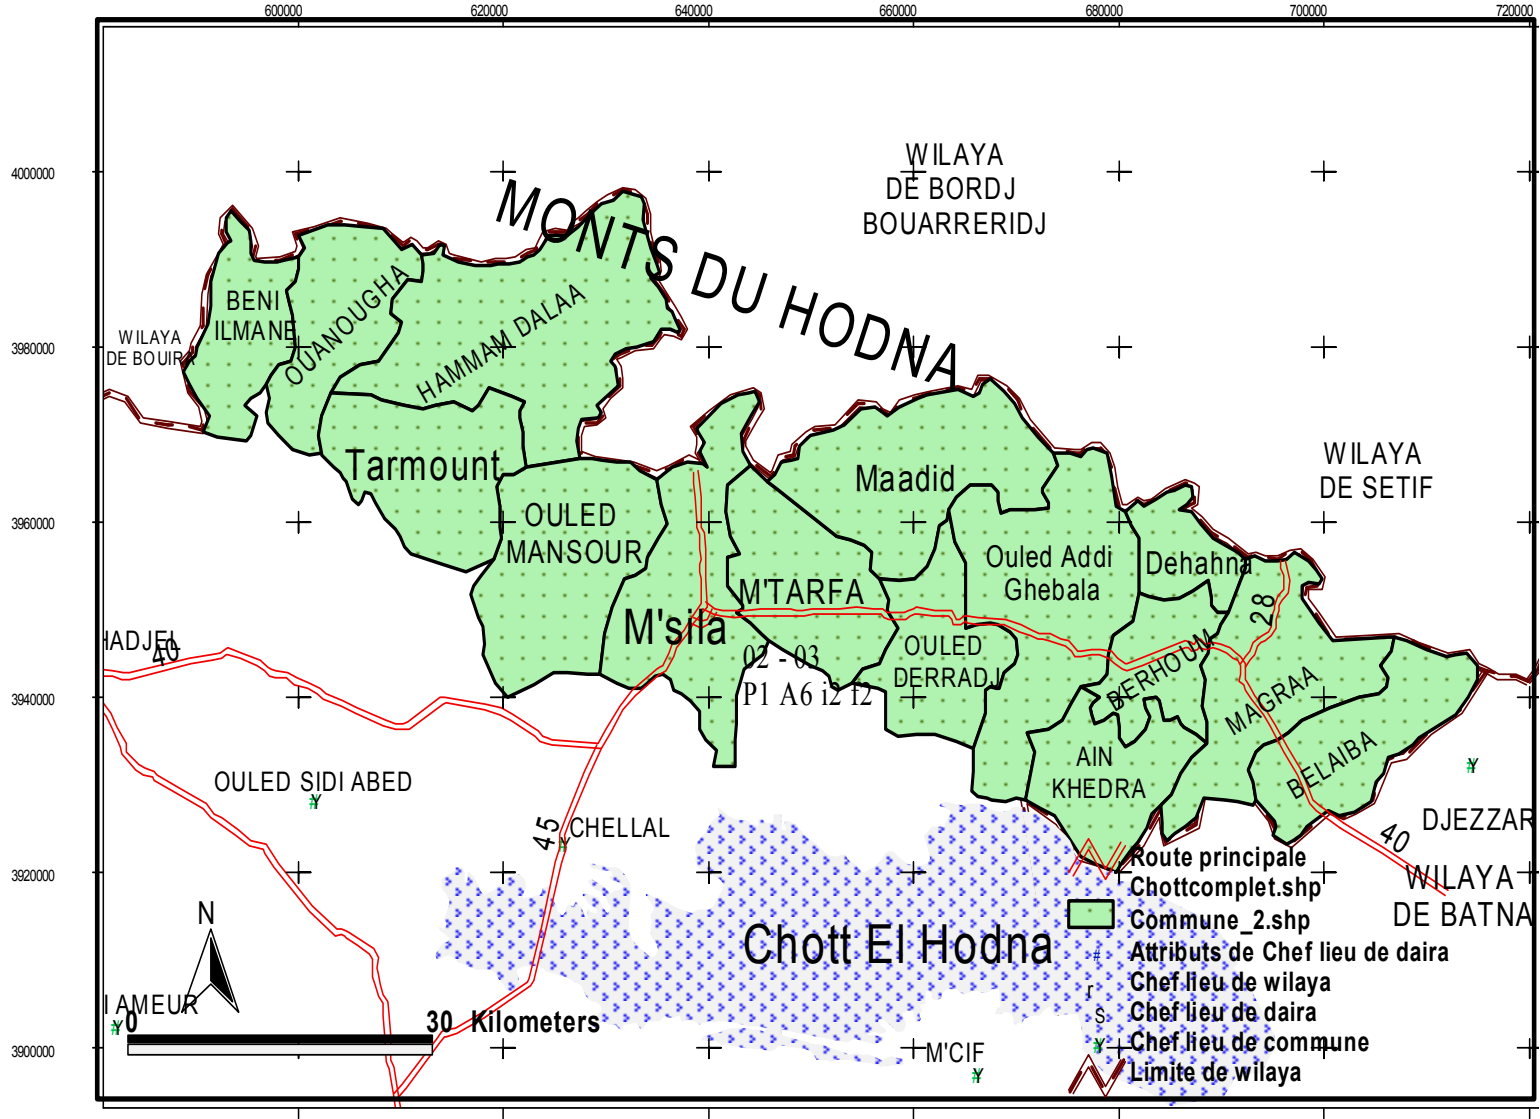 600000 620000 640000 660000 680000 700000 720000
4000000
3980000
3960000
3940000
3920000
3900000
WILAYA
DE BORDJ
BOUARRERIDJ
MONTS DU HODNA
BENI
ILMANE
OUANOUGHA
HAMMAM DALAA
WILAYA
DE BOUIRA
Tarmount
OULED
MANSOUR
Maadid
WILAYA
DE SETIF
Ouled Addi
Ghebala
Dehahna
M'TARFA
M'sila
28
HADJEL
40
02 - 03
P1 A6 i2 f2
OULED
DERRADJ
BERHOUM
MAGRAA
AIN
KHEDRA
BELAIBA
OULED SIDI ABED
45
CHELLAL
40
DJEZZAR
WILAYA
DE BATNA
Chott El Hodna
N
I AMEUR
0 30 Kilometers
M'CIF
Route principale
Chottcomplet.shp
Commune_2.shp
# Attributs de Chef lieu de daira
r Chef lieu de wilaya
S Chef lieu de daira
Chef lieu de commune
Limite de wilaya